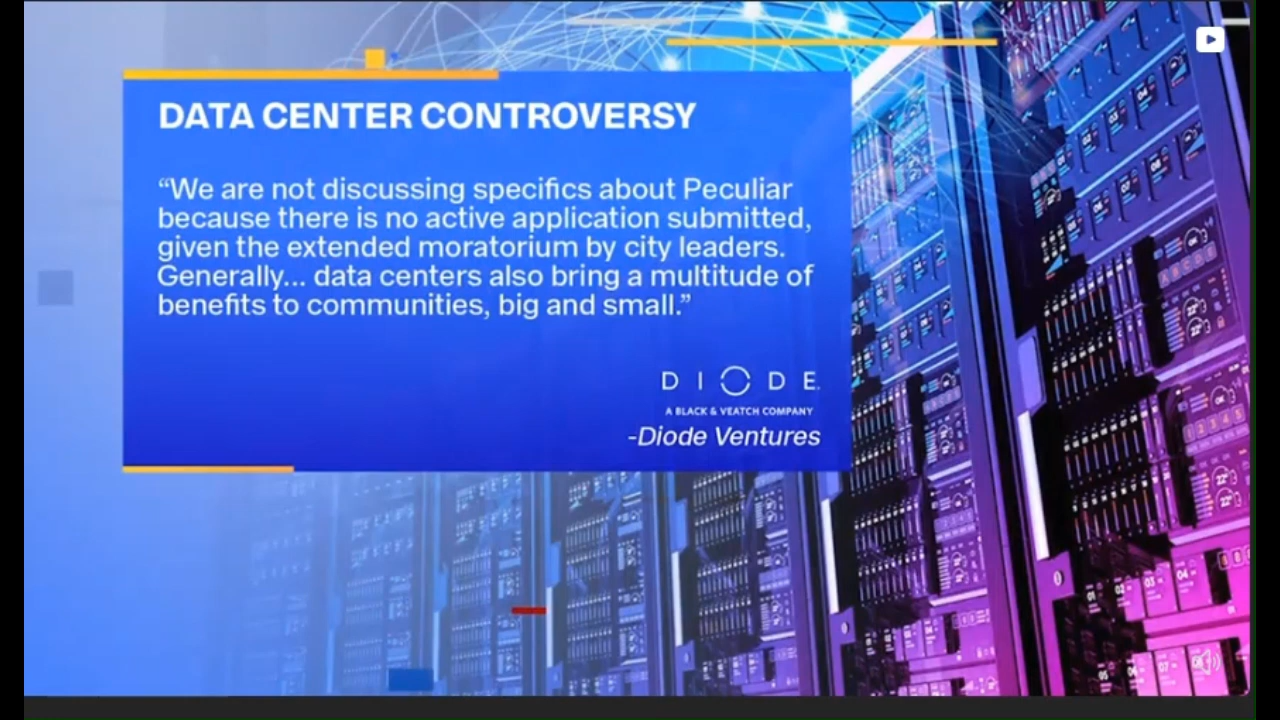 DATA CENTER CONTROVERSY
“We are not discussing specifics about Peculiar
because there is no active application submitted,
given the extended moratorium by city leaders.
Generally... data centers also bring a multitude of
benefits to communities, big and small.”
DIODE.
A BLACK & VEATCH COMPANY
-Diode Ventures